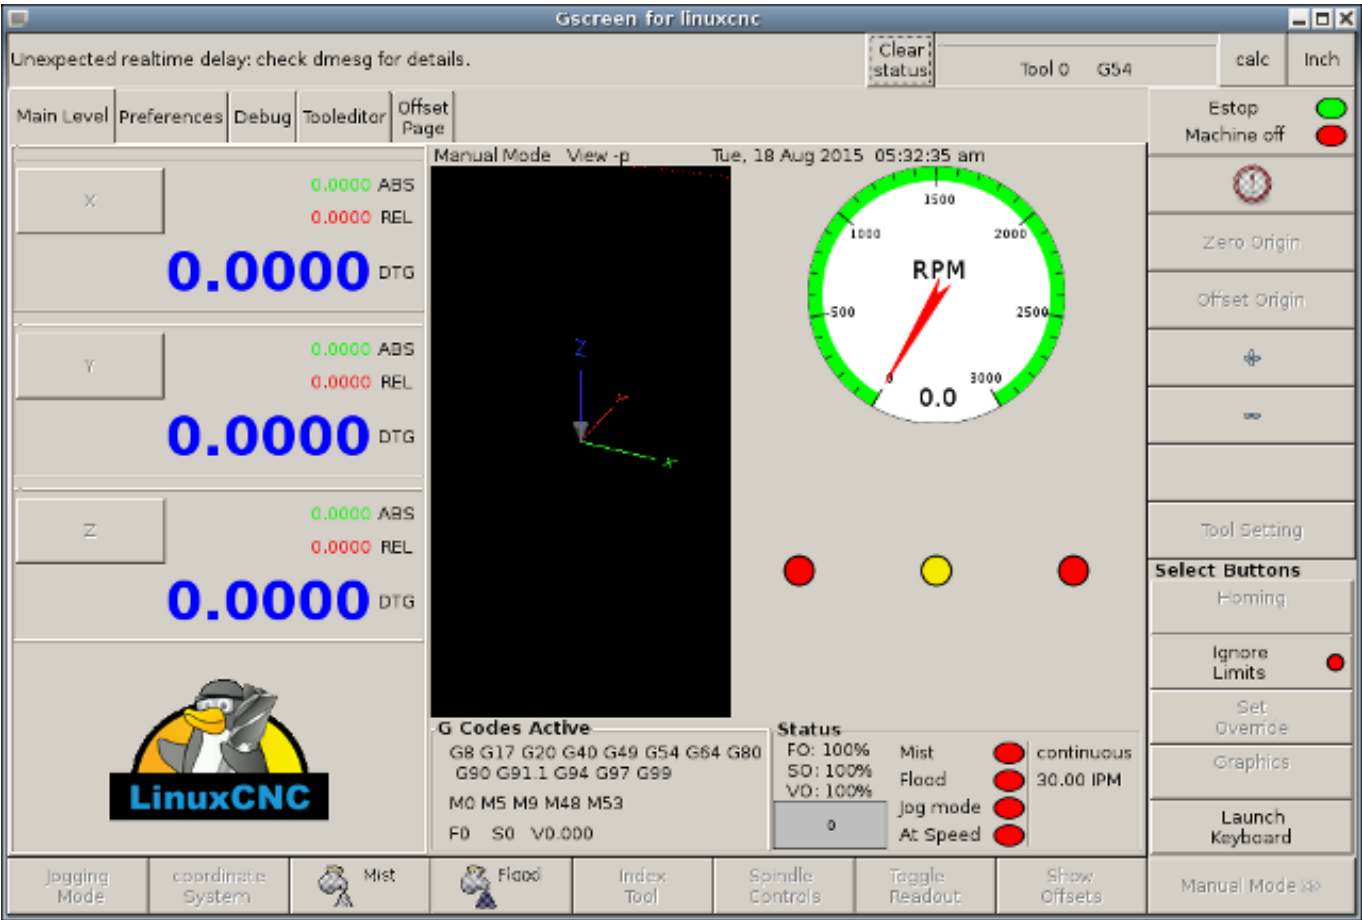 Gscreen for linuxcnc
Unexpected realtime delay: check dmesg for details.
Clear
status
Tool 0 G54
calc
Inch
Main Level
Preferences
Debug
Tooleditor
Offset
Page
Estop
Machine off
Manual Mode View -p Tue, 18 Aug 2015 05:32:35 am
X
0.0000 ABS
0.0000 REL
0.0000 DTG
Y
0.0000 ABS
0.0000 REL
0.0000 DTG
Z
0.0000 ABS
0.0000 REL
0.0000 DTG
LinuxCNC
Z
Y
X
RPM
0
500
1000
1500
2000
2500
3000
0.0
Zero Origin
Offset Origin
Tool Setting
Select Buttons
Homing
Ignore
Limits
Set
Override
Graphics
Launch
Keyboard
G Codes Active
G8 G17 G20 G40 G49 G54 G64 G80
G90 G91.1 G94 G97 G99
M0 M5 M9 M48 M53
F0 S0 V0.000
Status
FO: 100%
SO: 100%
VO: 100%
0
Mist
Flood
Jog mode
At Speed
continuous
30.00 IPM
Jogging
Mode
coordinate
System
Mist
Flood
Index
Tool
Spindle
Controls
Toggle
Readout
Show
Offsets
Manual Mode >>